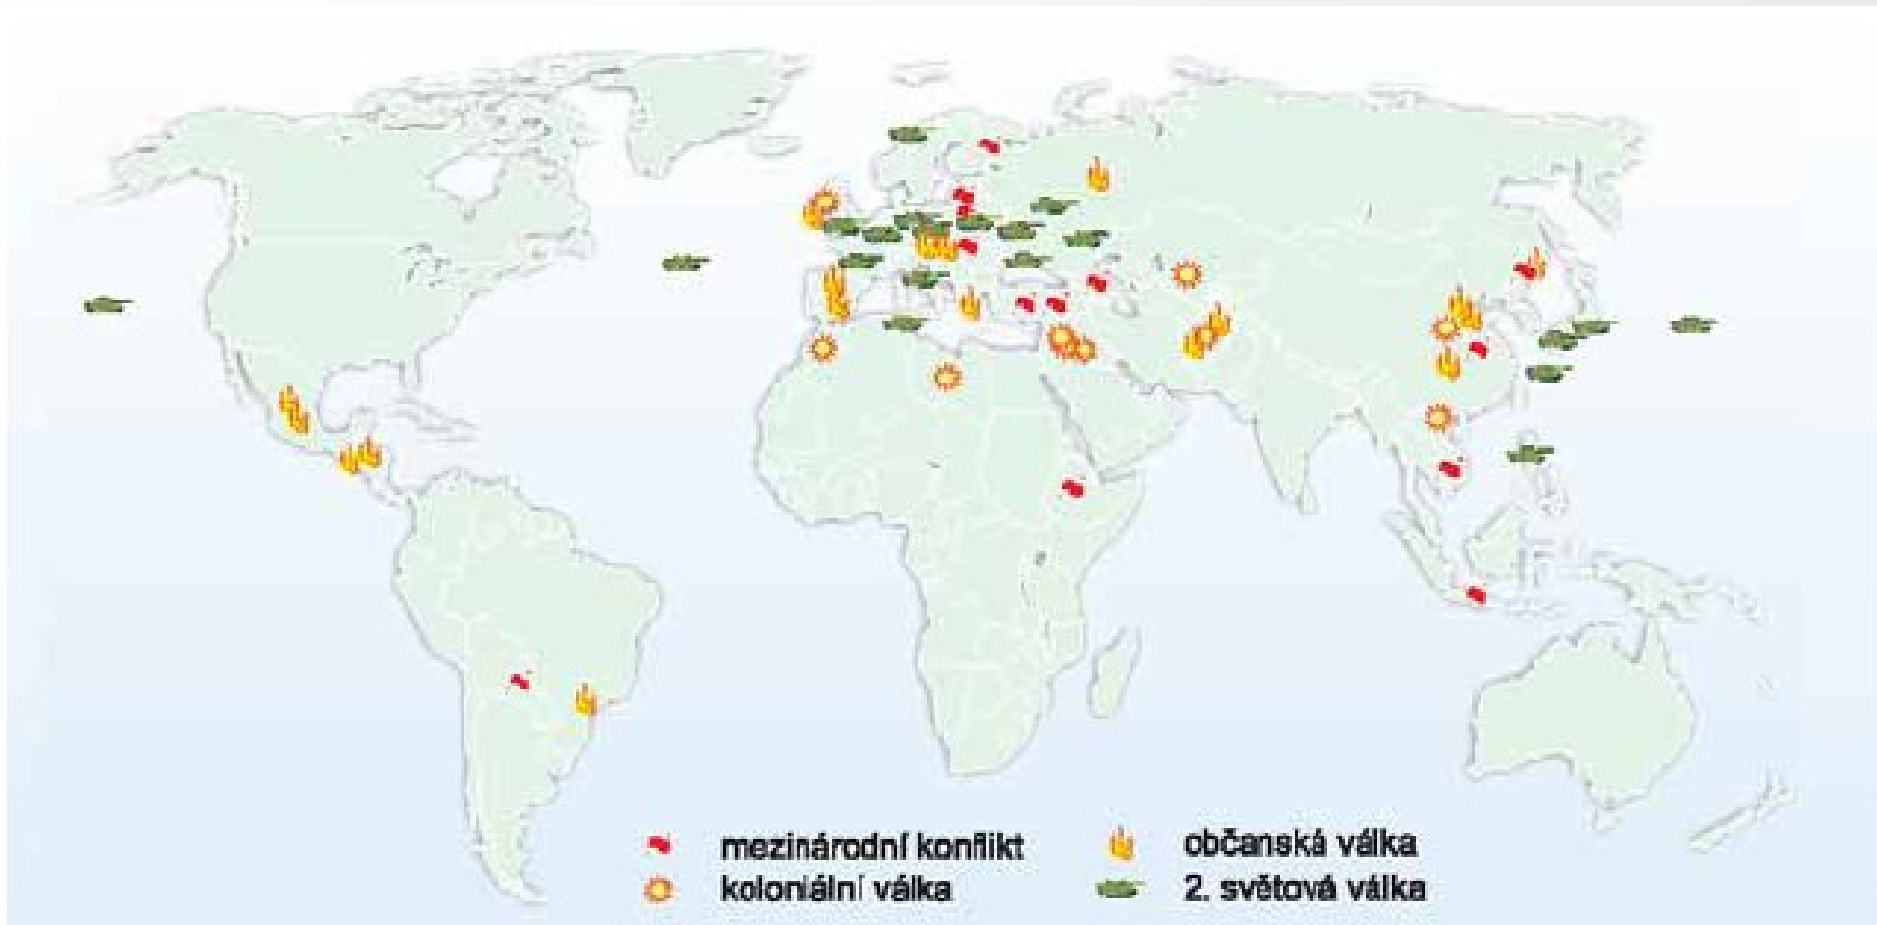 mezinárodní konflikt
občanská válka
koloniální válka
2. světová válka